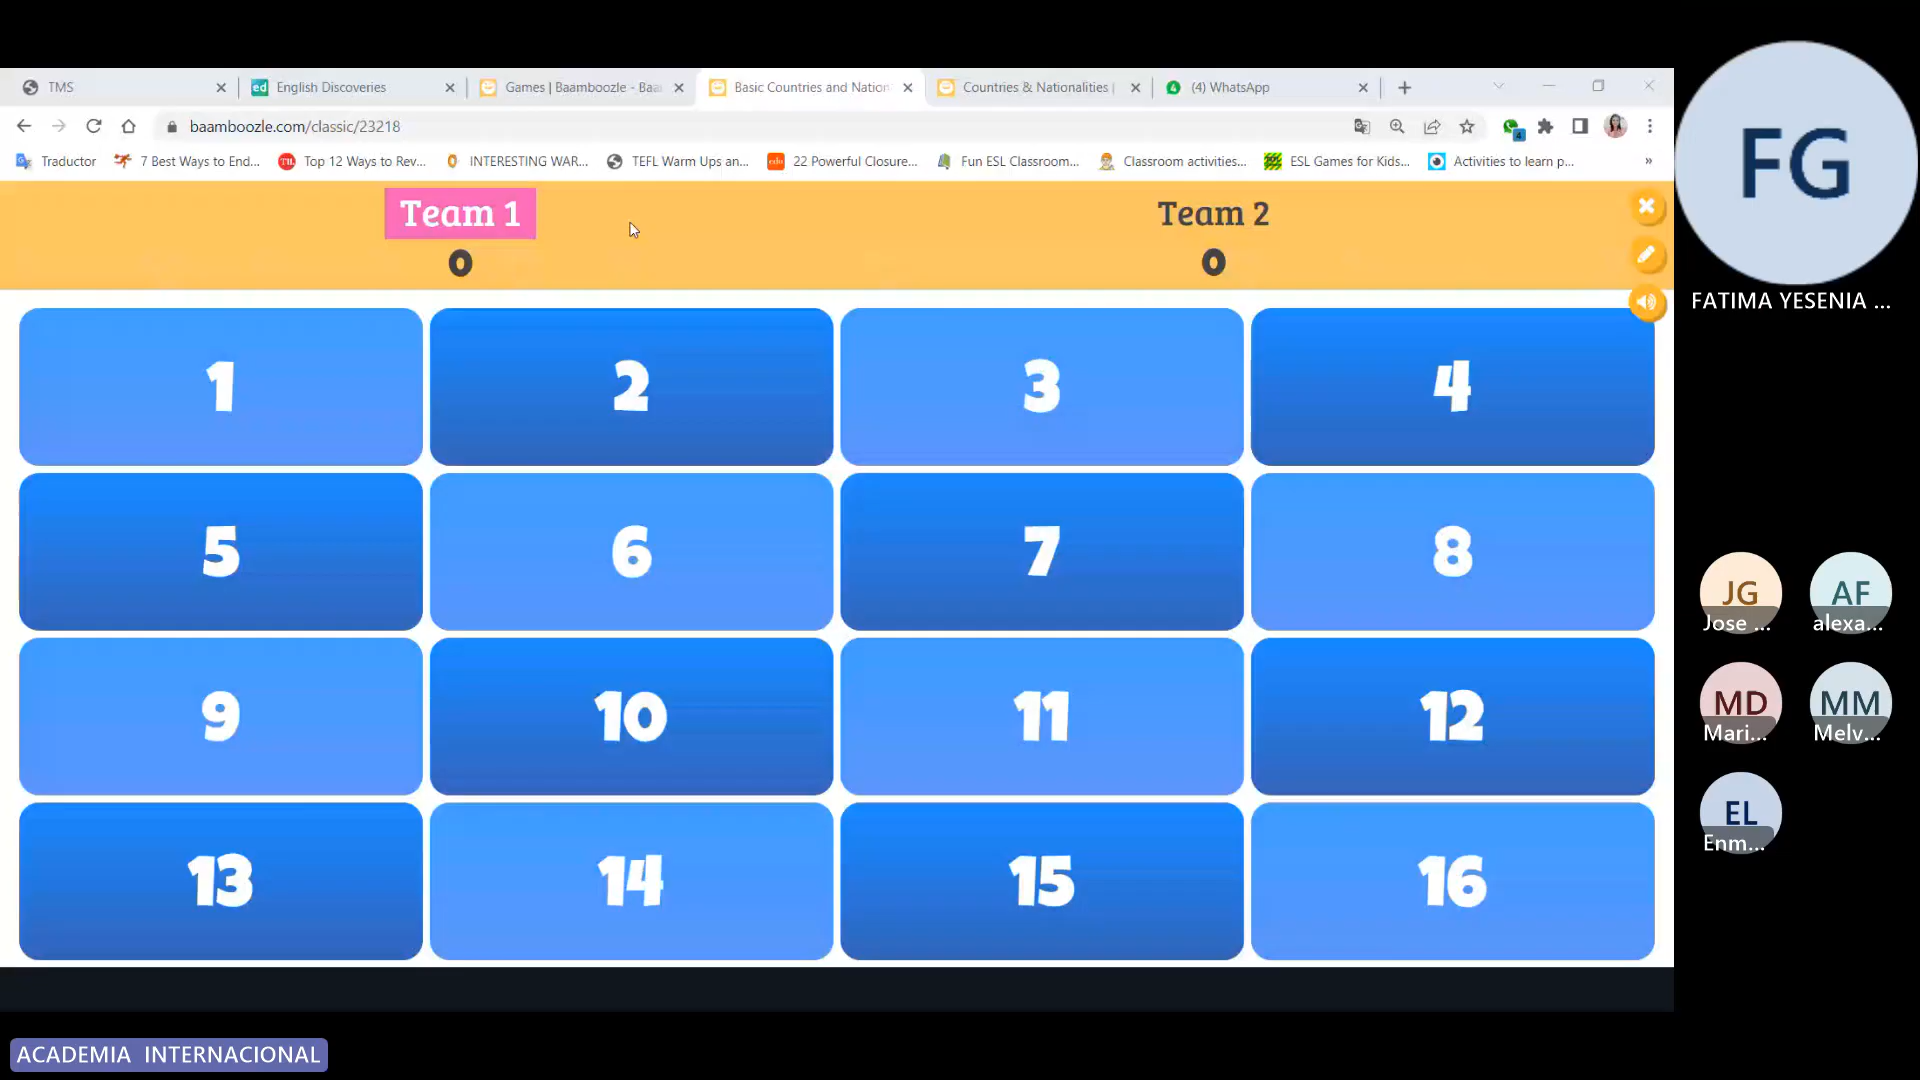 TMS
English Discoveries
Games | Baamboozle - Baa
Basic Countries and Nation
Countries & Nationalities |
(4) WhatsApp
baamboozle.com/classic/23218
4
Traductor
7 Best Ways to End...
Top 12 Ways to Rev...
INTERESTING WAR...
TEFL Warm Ups an...
22 Powerful Closure...
Fun ESL Classroom...
Classroom activities...
ESL Games for Kids...
Activities to learn p...
»
Team 1
0
Team 2
0
1
2
3
4
5
6
7
8
9
10
11
12
13
14
15
16
FG
FATIMA YESENIA ...
JG
Jose ...
AF
alexa...
MD
Mari...
MM
Melv...
EL
Enm...
ACADEMIA INTERNACIONAL